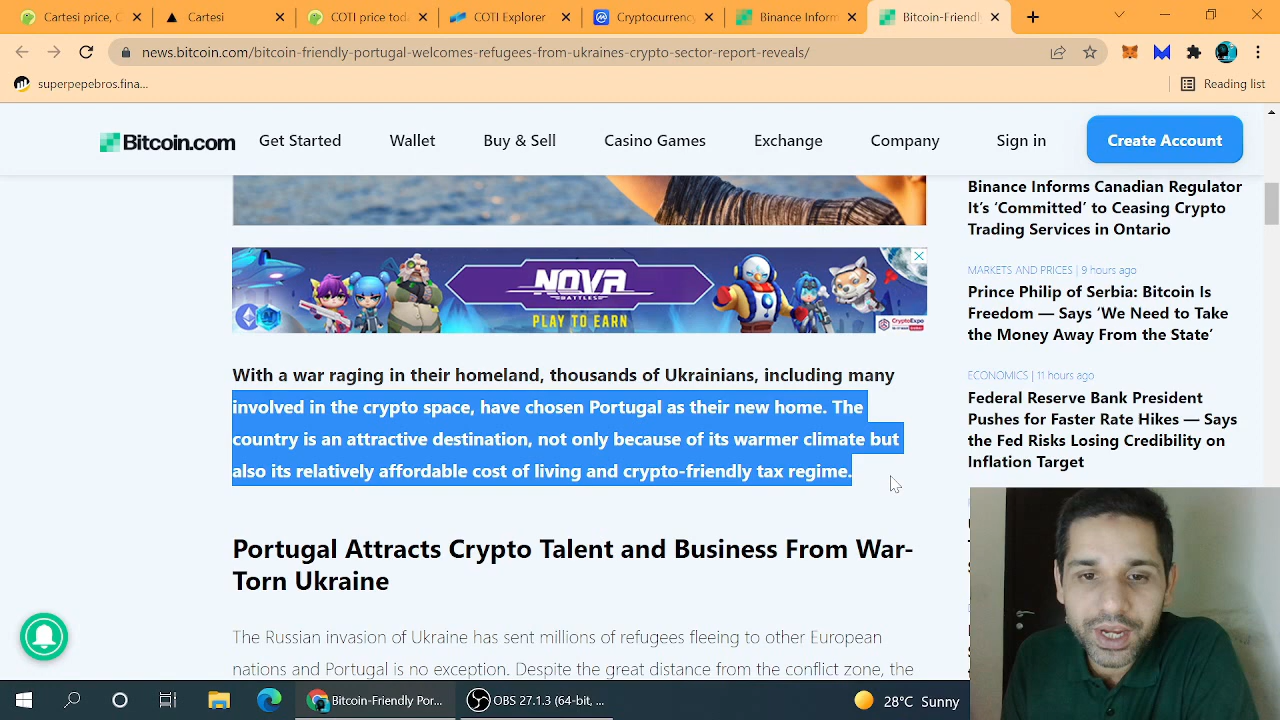 Cartesi price, C
Cartesi
COTI price tod
COTI Explorer
Cryptocurrency
Binance Inform
Bitcoin-Friendl
news.bitcoin.com/bitcoin-friendly-portugal-welcomes-refugees-from-ukraines-crypto-sector-report-reveals/
superpepebros.fina...
Reading list
Bitcoin.com
Get Started
Wallet
Buy & Sell
Casino Games
Exchange
Company
Sign in
Create Account
NOVA
BATTLES
PLAY TO EARN
CryptoExpo
With a war raging in their homeland, thousands of Ukrainians, including many
involved in the crypto space, have chosen Portugal as their new home. The
country is an attractive destination, not only because of its warmer climate but
also its relatively affordable cost of living and crypto-friendly tax regime.
Portugal Attracts Crypto Talent and Business From War-
Torn Ukraine
The Russian invasion of Ukraine has sent millions of refugees fleeing to other European
nations and Portugal is no exception. Despite the great distance from the conflict zone, the
Binance Informs Canadian Regulator
It's 'Committed' to Ceasing Crypto
Trading Services in Ontario
MARKETS AND PRICES | 9 hours ago
Prince Philip of Serbia: Bitcoin Is
Freedom — Says 'We Need to Take
the Money Away From the State'
ECONOMICS | 11 hours ago
Federal Reserve Bank President
Pushes for Faster Rate Hikes — Says
the Fed Risks Losing Credibility on
Inflation Target
Bitcoin-Friendly Por...
OBS 27.1.3 (64-bit, ...
28°C Sunny